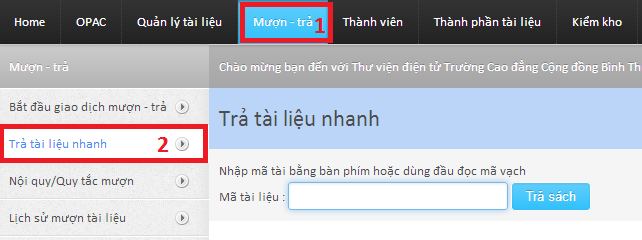 Home OPAC Quản lý tài liệu Mượn - trả 1 Thành viên Thành phần tài liệu Kiểm kho
Mượn - trả
Chào mừng bạn đến với Thư viện điện tử Trường Cao đẳng Cộng đồng Bình Th
Bắt đầu giao dịch mượn - trả
Trả tài liệu nhanh 2
Nội quy/Quy tắc mượn
Lịch sử mượn tài liệu
Trả tài liệu nhanh
Nhập mã tài bằng bàn phím hoặc dùng đầu đọc mã vạch
Mã tài liệu : Trả sách